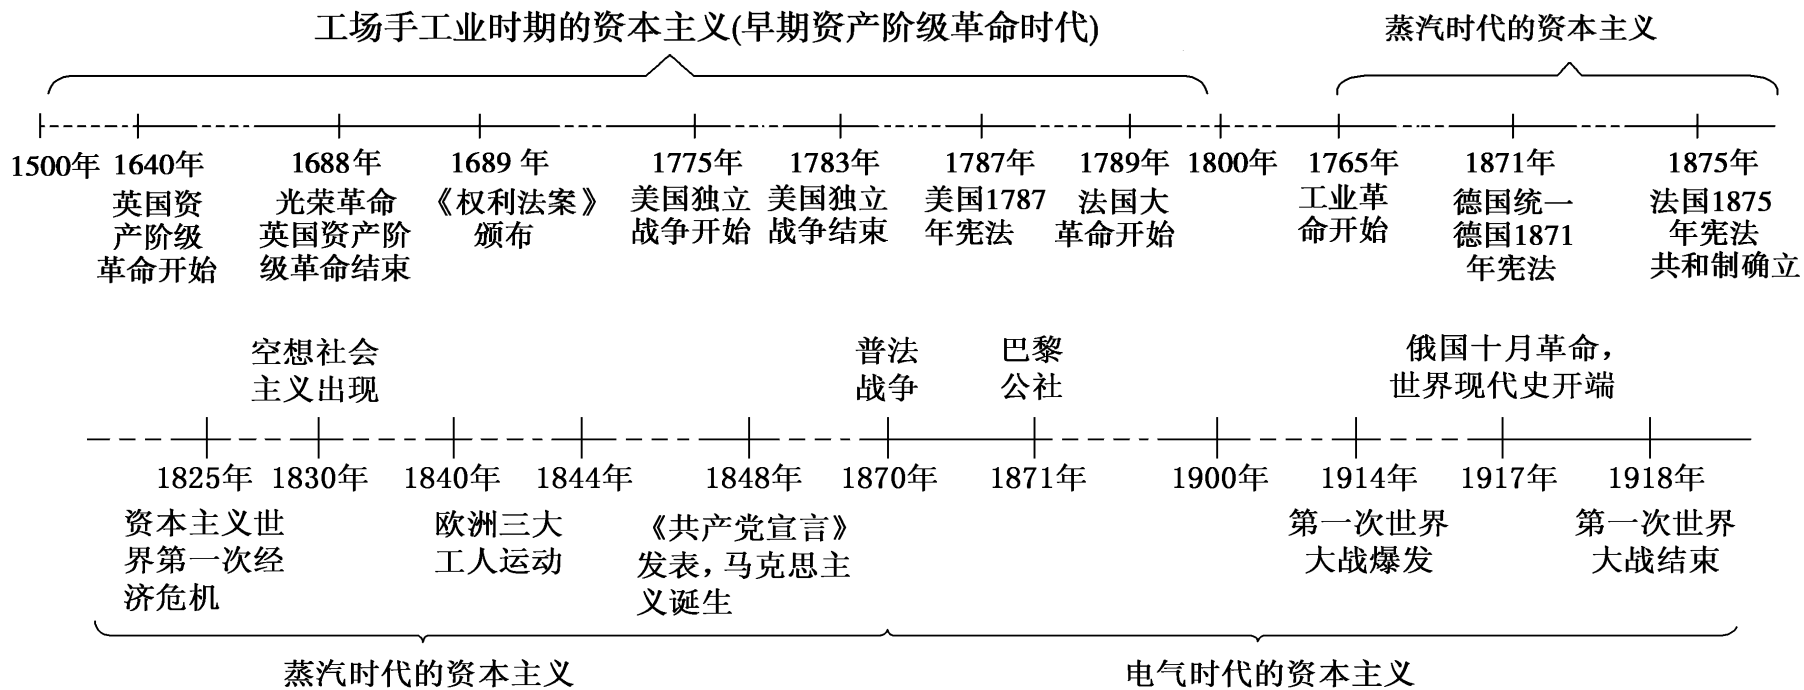 工场手工业时期的资本主义(早期资产阶级革命时代)
蒸汽时代的资本主义
1500年 1640年 1688年 1689 年 1775年 1783年 1787年 1789年 1800年 1765年 1871年 1875年
英国资
产阶级
革命开始
光荣革命
英国资产阶
级革命结束
《权利法案》
颁布
美国独立
战争开始
美国独立
战争结束
美国1787
年宪法
法国大
革命开始
工业革
命开始
德国统一
德国1871
年宪法
法国1875
年宪法
共和制确立
空想社会
主义出现
普法
战争
巴黎
公社
俄国十月革命，
世界现代史开端
1825年 1830年 1840年 1844年 1848年 1870年 1871年 1900年 1914年 1917年 1918年
资本主义世
界第一次经
济危机
欧洲三大
工人运动
《共产党宣言》
发表，马克思主
义诞生
第一次世界
大战爆发
第一次世界
大战结束
蒸汽时代的资本主义
电气时代的资本主义